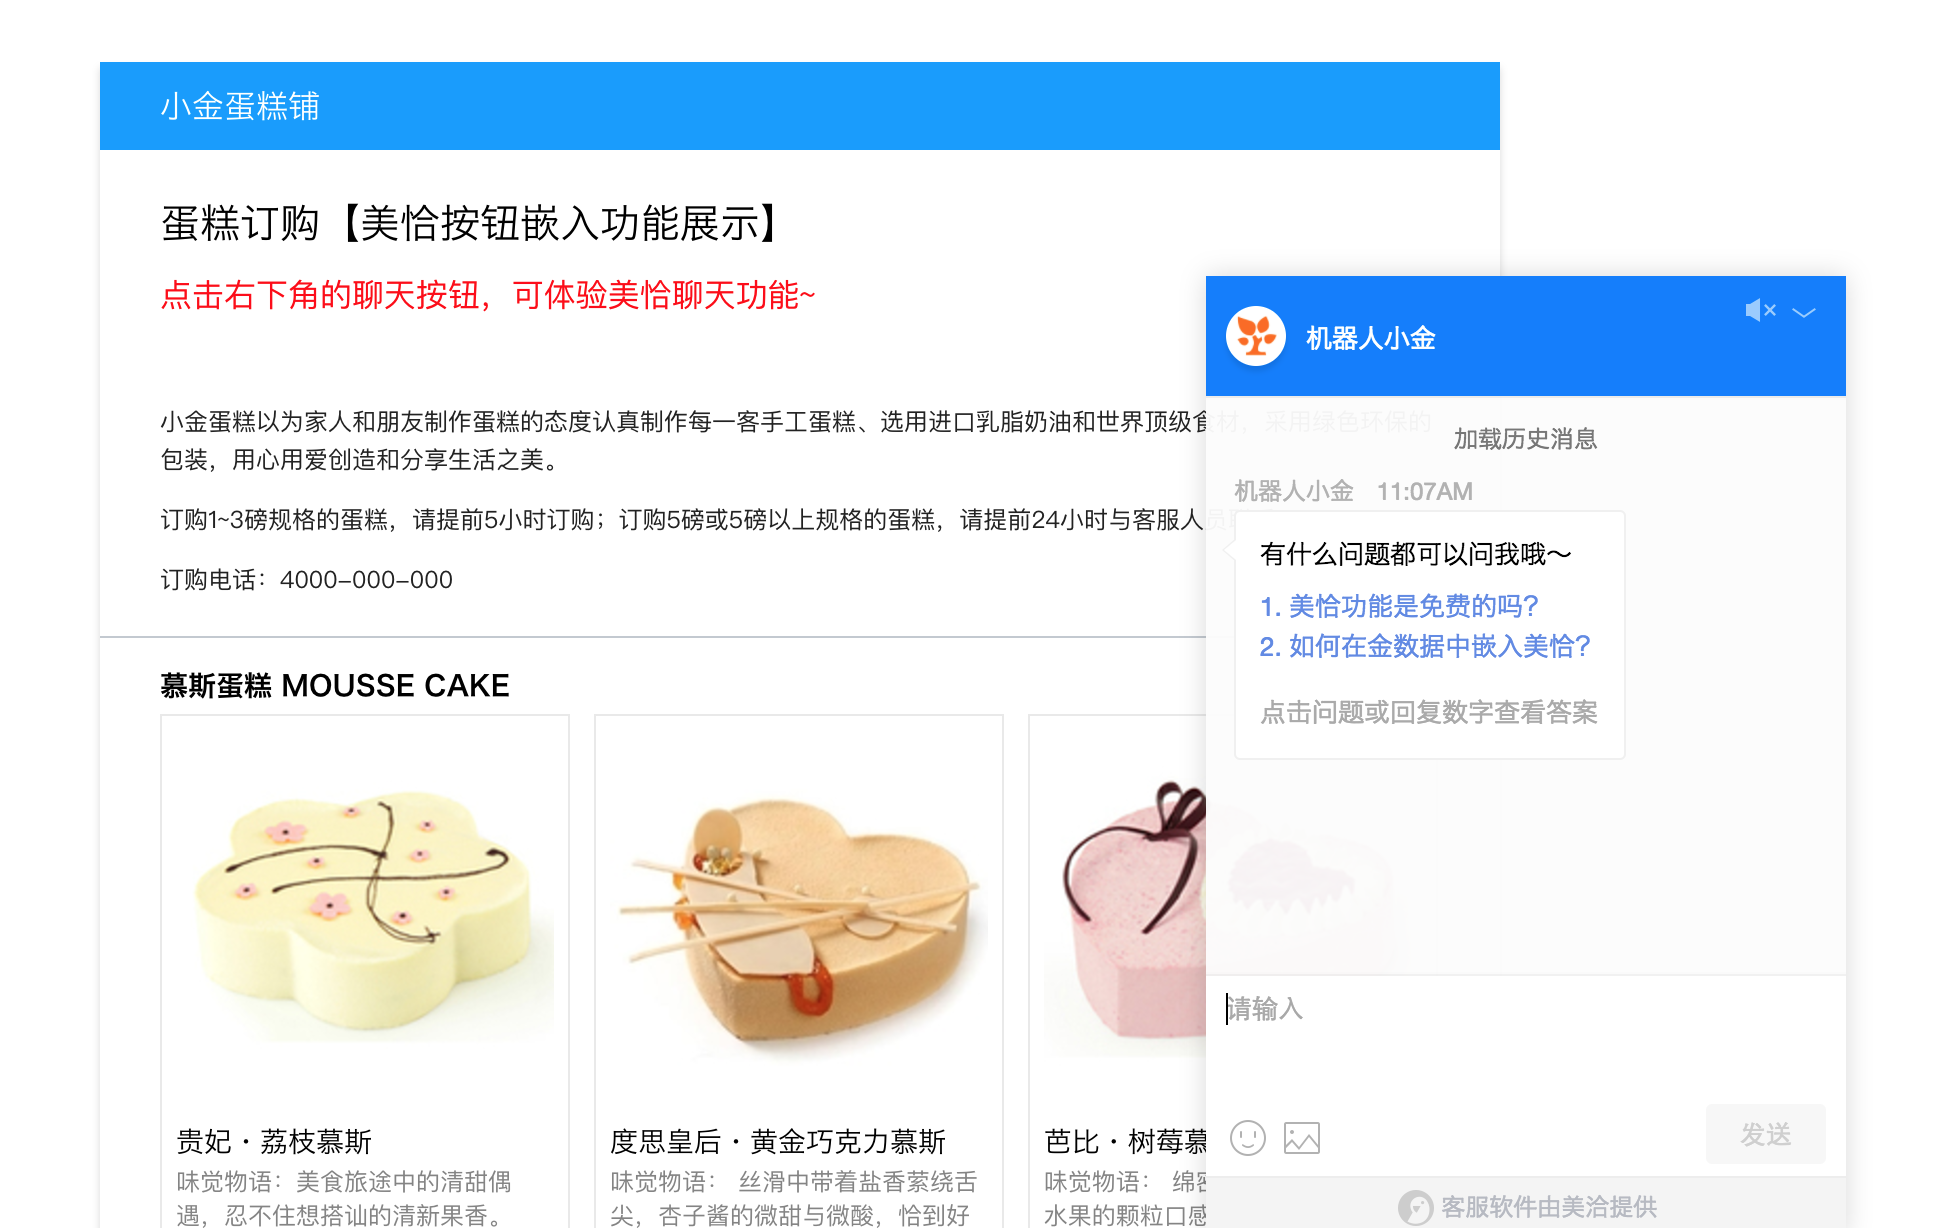 小金蛋糕铺
蛋糕订购【美恰按钮嵌入功能展示】
点击右下角的聊天按钮，可体验美恰聊天功能~
小金蛋糕以为家人和朋友制作蛋糕的态度认真制作每一客手工蛋糕、选用进口乳脂奶油和世界顶级食材，采用绿色环保的
包装，用心用爱创造和分享生活之美。
订购1~3磅规格的蛋糕，请提前5小时订购；订购5磅或5磅以上规格的蛋糕，请提前24小时与客服人员
订购电话：4000-000-000
慕斯蛋糕 MOUSSE CAKE
贵妃・荔枝慕斯
味觉物语：美食旅途中的清甜偶
遇，忍不住想搭讪的清新果香。
度思皇后・黄金巧克力慕斯
味觉物语： 丝滑中带着盐香萦绕舌
尖，杏子酱的微甜与微酸，恰到好
芭比・树莓慕
味觉物语： 绵
水果的颗粒口感
机器人小金
加载历史消息
机器人小金 11:07AM
有什么问题都可以问我哦～
1. 美恰功能是免费的吗?
2. 如何在金数据中嵌入美恰?
点击问题或回复数字查看答案
请输入
发送
客服软件由美洽提供